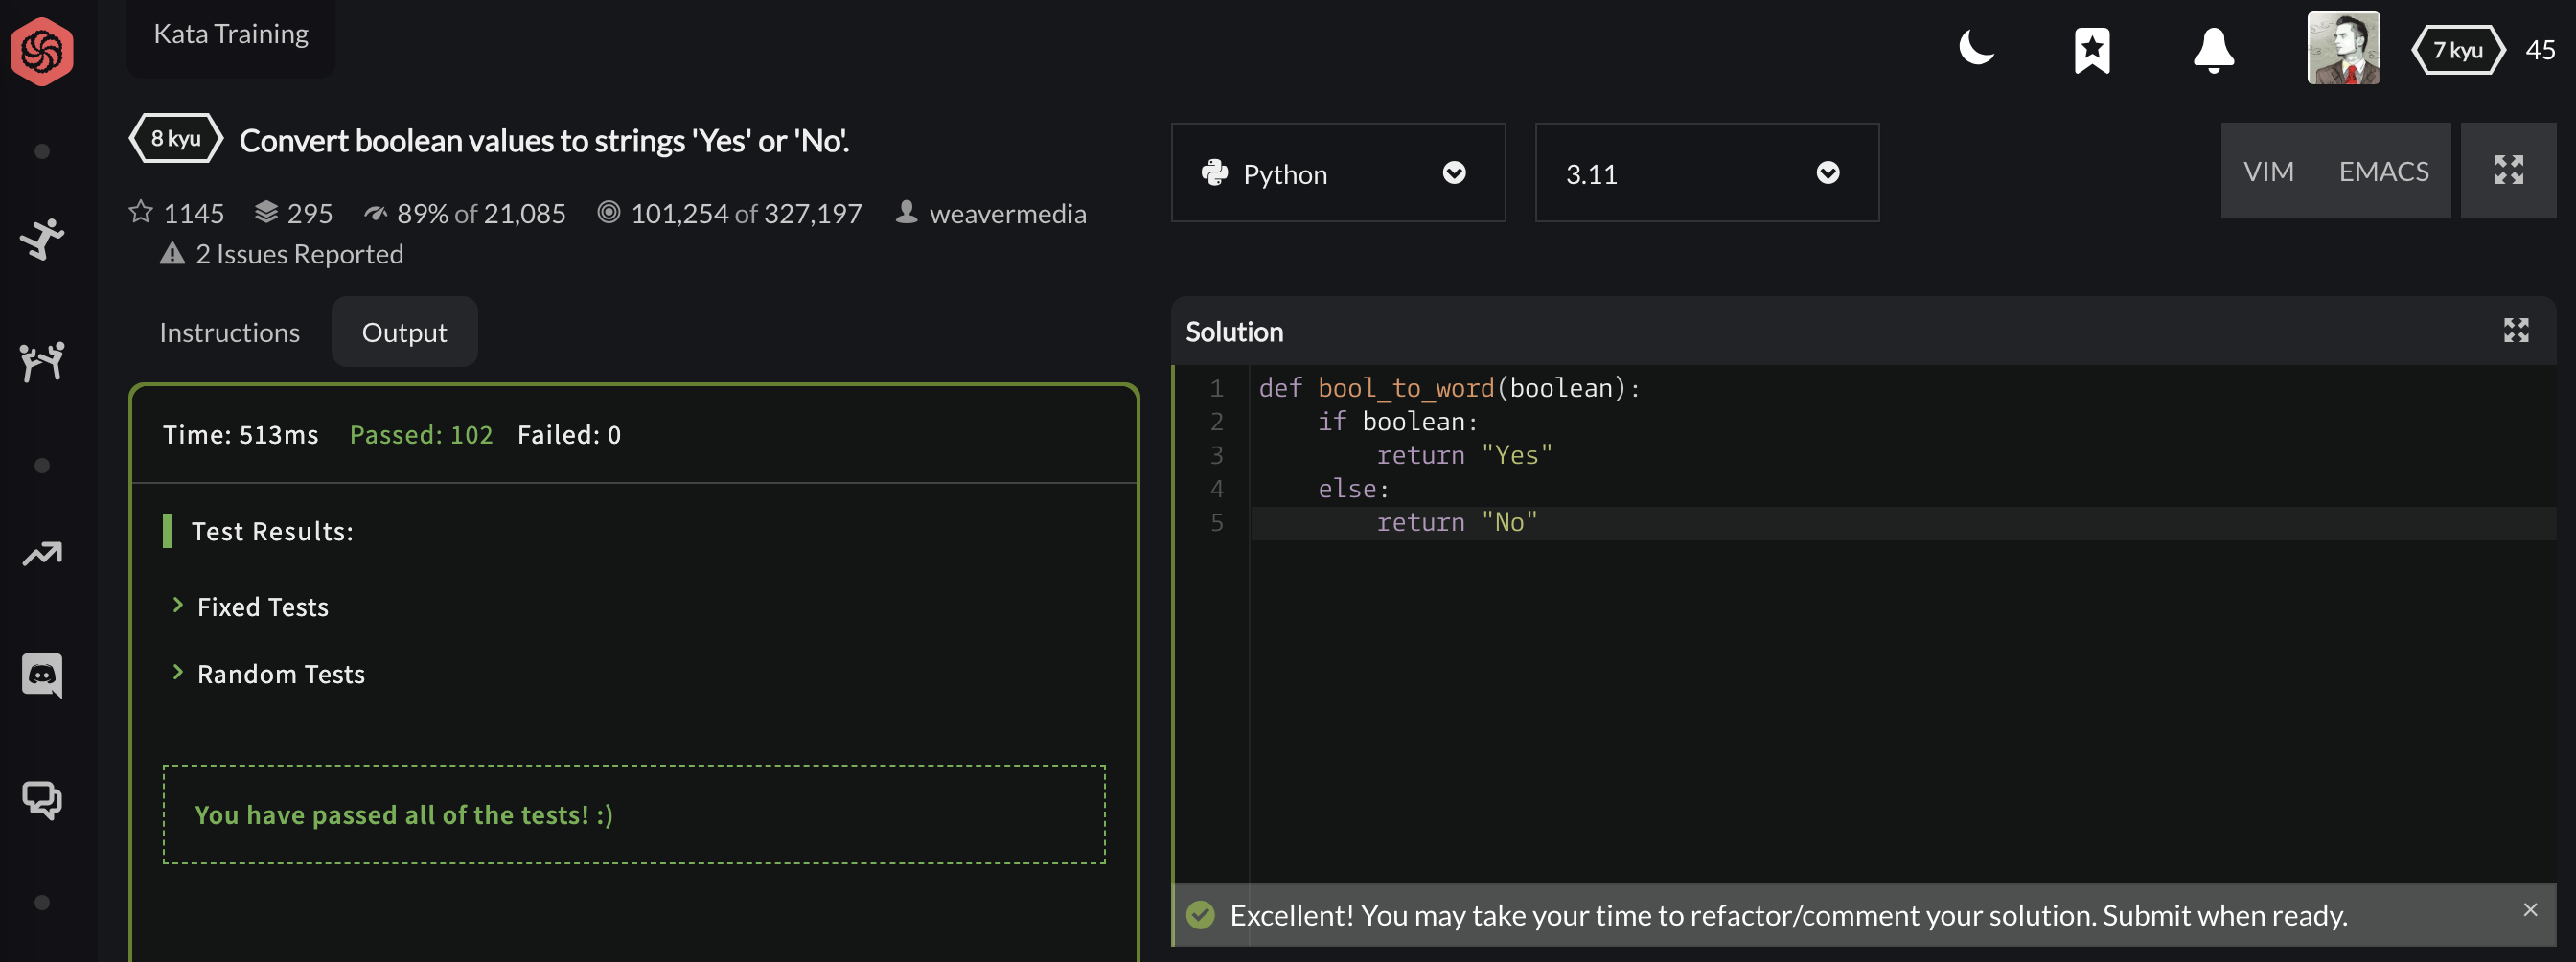 Kata Training
7 kyu 45
8 kyu Convert boolean values to strings 'Yes' or 'No'.
1145 295 89% of 21,085 101,254 of 327,197 weavermedia
2 Issues Reported
Python 3.11 VIM EMACS
Instructions Output
Time: 513ms Passed: 102 Failed: 0
Test Results:
Fixed Tests
Random Tests
You have passed all of the tests! :)
Solution
1 def bool_to_word(boolean):
2     if boolean:
3         return "Yes"
4     else:
5         return "No"
Excellent! You may take your time to refactor/comment your solution. Submit when ready.